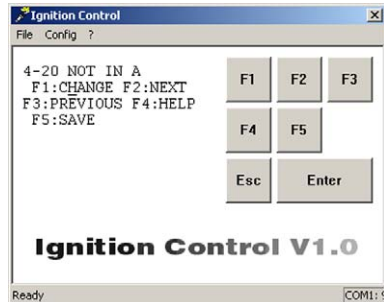 Ignition Control
File Config ?
4-20 NOT IN A
F1:CHANGE F2:NEXT
F3:PREVIOUS F4:HELP
F5:SAVE
F1 F2 F3
F4 F5
Esc Enter
Ignition Control V1.0
Ready COM1: